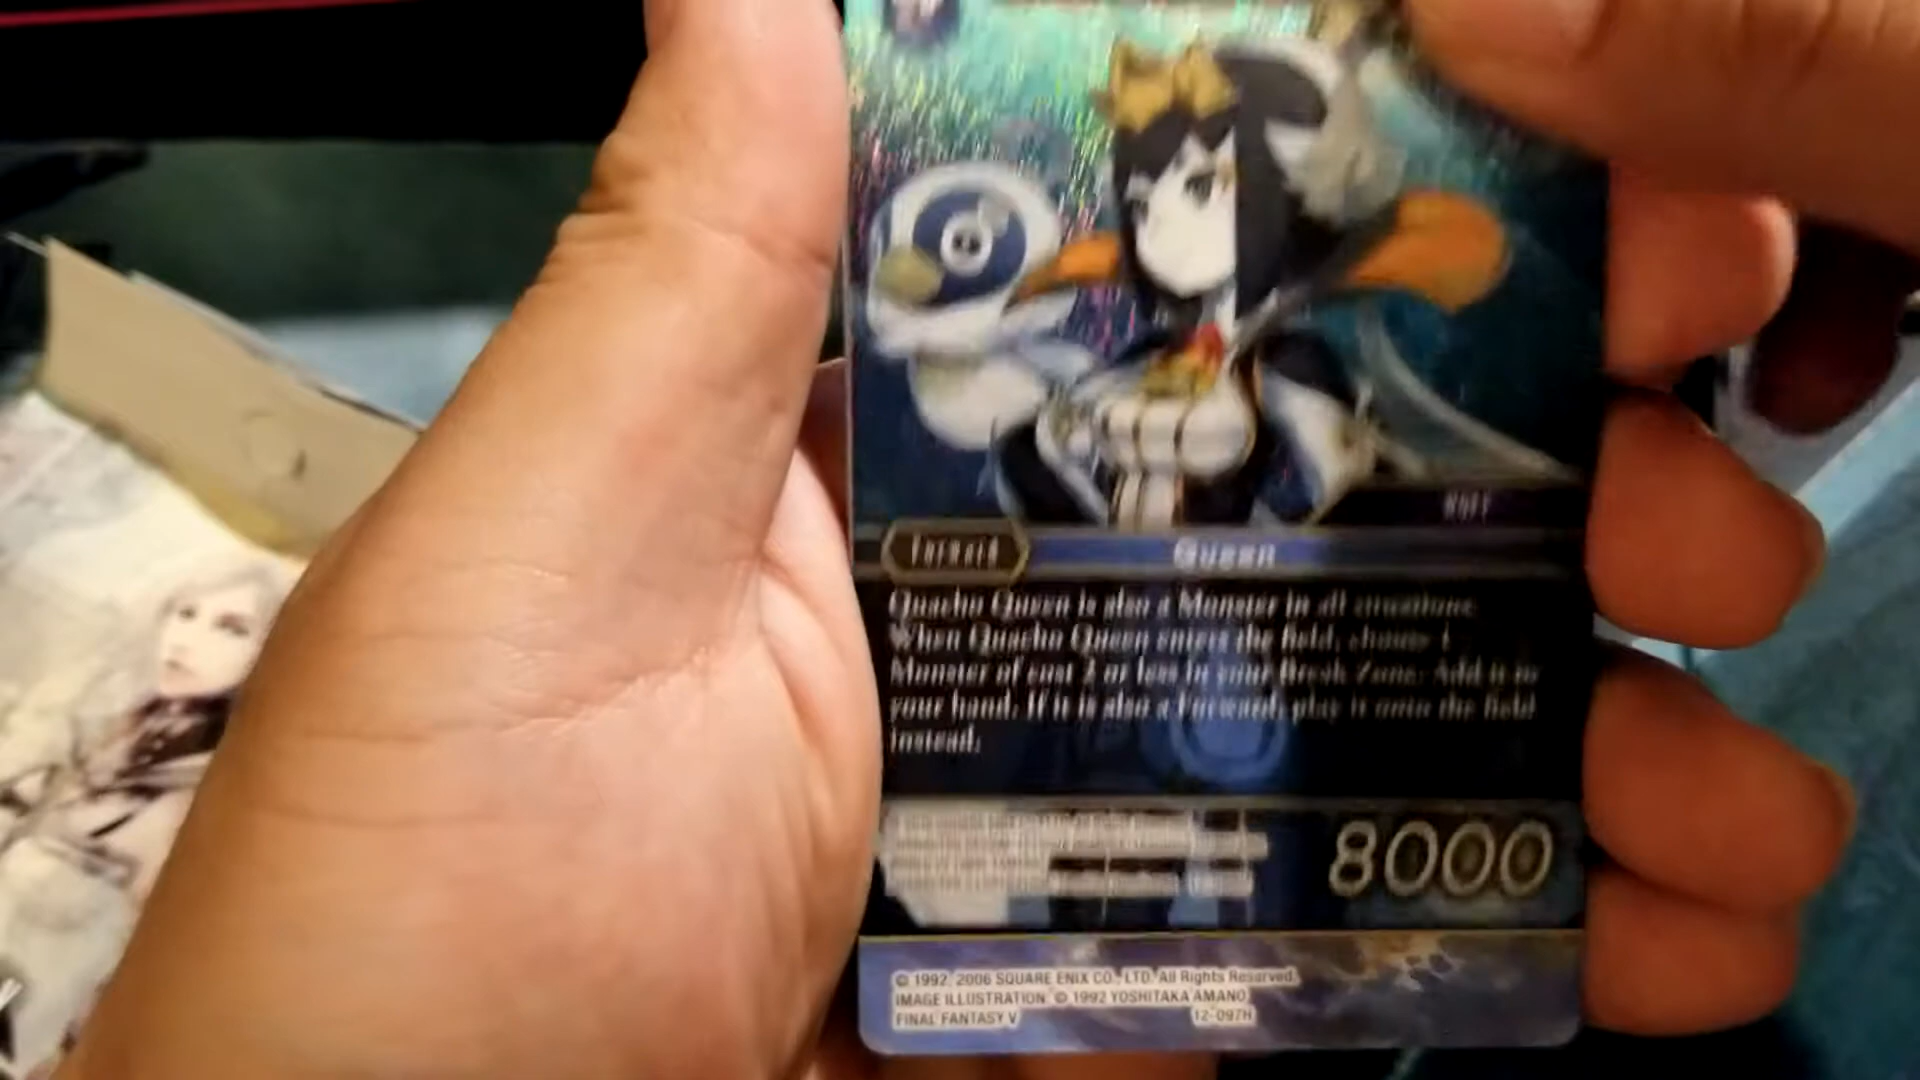 Forward
Queen
Quacho Queen is also a Monster in all situations.
When Quacho Queen enters the field, choose 1
Monster of cost 2 or less in your Break Zone. Add it to
your hand. If it is also a Forward, play it onto the field
instead.
8000
© 1992, 2006 SQUARE ENIX CO., LTD. All Rights Reserved.
IMAGE ILLUSTRATION: © 1992 YOSHITAKA AMANO
FINAL FANTASY V
12-097H